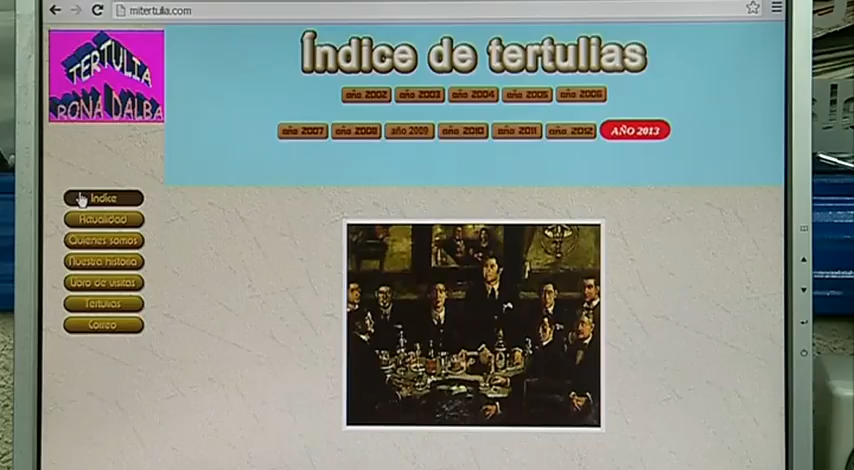 mitertulia.com
TERTULIA
RONA DALBA
Índice de tertulias
año 2002 año 2003 año 2004 año 2005 año 2006
año 2007 año 2008 año 2009 año 2010 año 2011 año 2012 AÑO 2013
Indice
Actualidad
Quienes somos
Nuestra historia
Libro de visitas
Tertulias
Correo